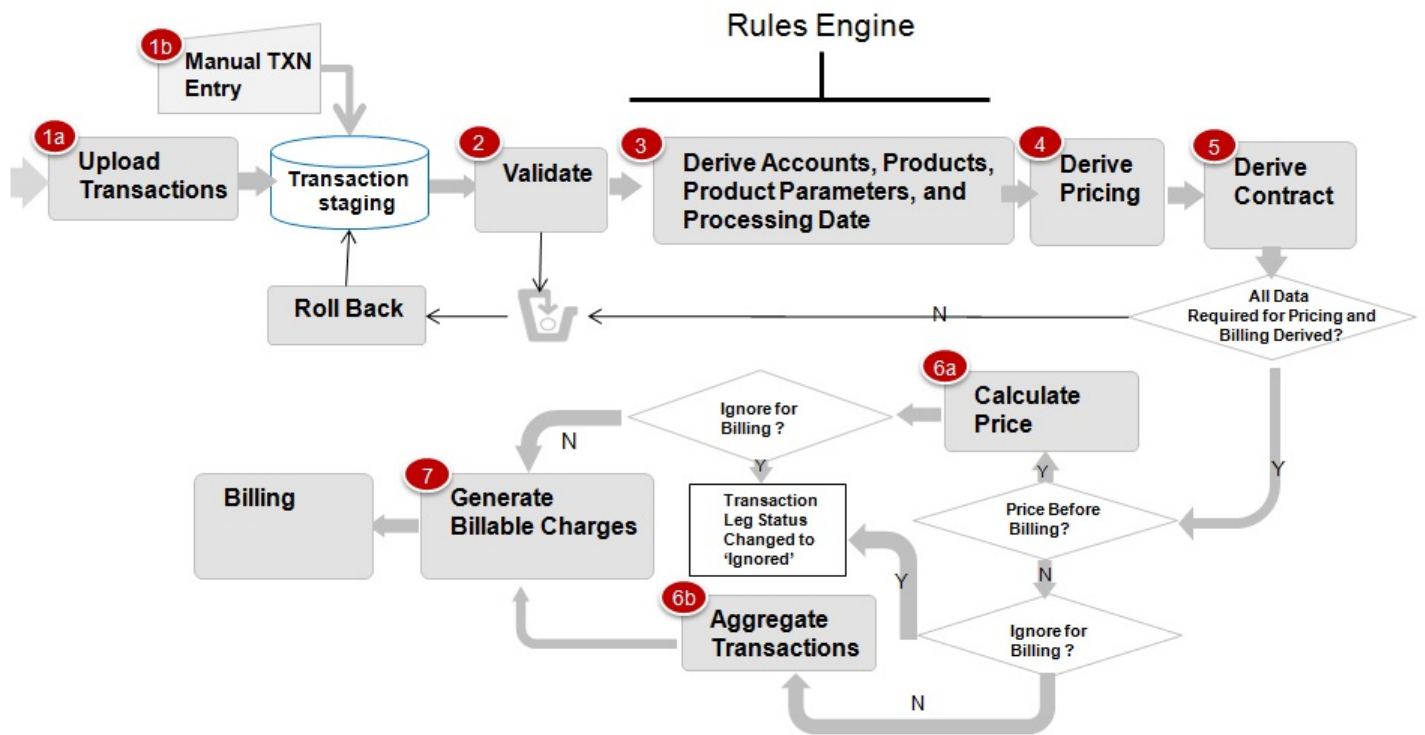 Rules Engine
1b
Manual TXN
Entry
1a
Upload
Transactions
Transaction
staging
2
Validate
3
Derive Accounts, Products,
Product Parameters, and
Processing Date
4
Derive
Pricing
5
Derive
Contract
Roll Back
N
All Data
Required for Pricing and
Billing Derived?
6a
Calculate
Price
Ignore for
Billing ?
N
Y
Y
Y
7
Generate
Billable Charges
Billing
Transaction
Leg Status
Changed to
‘Ignored’
Price Before
Billing?
N
Y
6b
Aggregate
Transactions
Ignore for
Billing ?
N